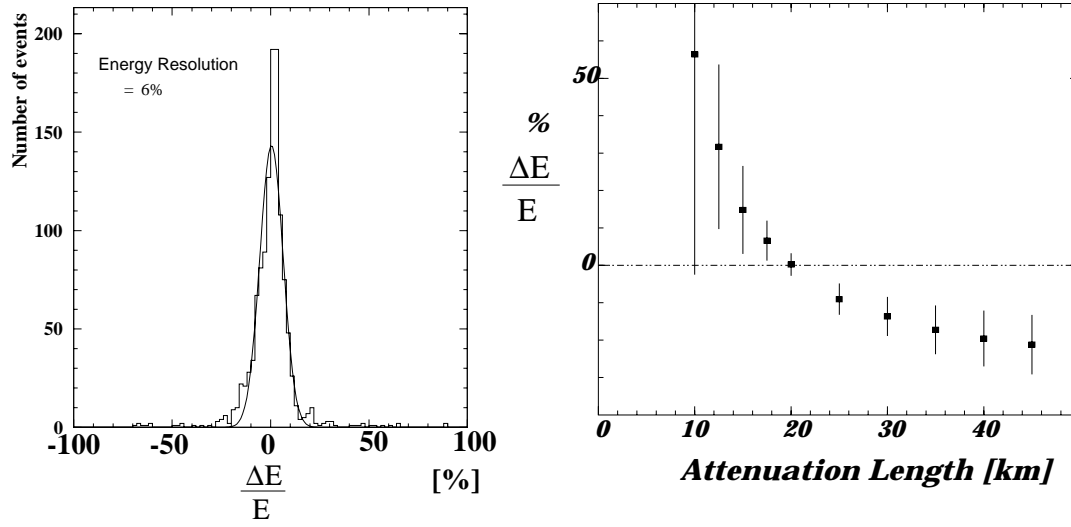 Number of events
200
150
100
50
0
Energy Resolution
= 6%
-100
-50
0
50
100
ΔE
E
[%]
%
ΔE
E
50
0
0
10
20
30
40
Attenuation Length [km]